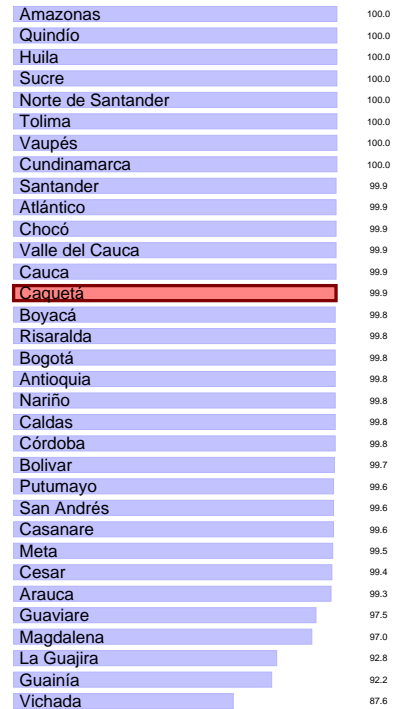 Amazonas 100.0
Quindío 100.0
Huila 100.0
Sucre 100.0
Norte de Santander 100.0
Tolima 100.0
Vaupés 100.0
Cundinamarca 100.0
Santander 99.9
Atlántico 99.9
Chocó 99.9
Valle del Cauca 99.9
Cauca 99.9
Caquetá 99.9
Boyacá 99.8
Risaralda 99.8
Bogotá 99.8
Antioquia 99.8
Nariño 99.8
Caldas 99.8
Córdoba 99.8
Bolivar 99.7
Putumayo 99.6
San Andrés 99.6
Casanare 99.6
Meta 99.5
Cesar 99.4
Arauca 99.3
Guaviare 97.5
Magdalena 97.0
La Guajira 92.8
Guainía 92.2
Vichada 87.6